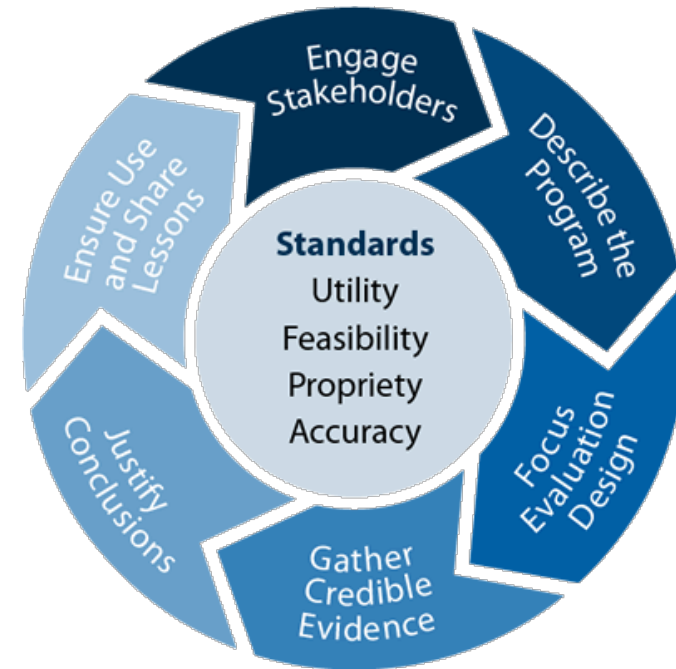 Engage
Stakeholders
Describe the
Program
Focus
Evaluation
Design
Gather
Credible
Evidence
Justify
Conclusions
Ensure Use
and Share
Lessons
Standards
Utility
Feasibility
Propriety
Accuracy